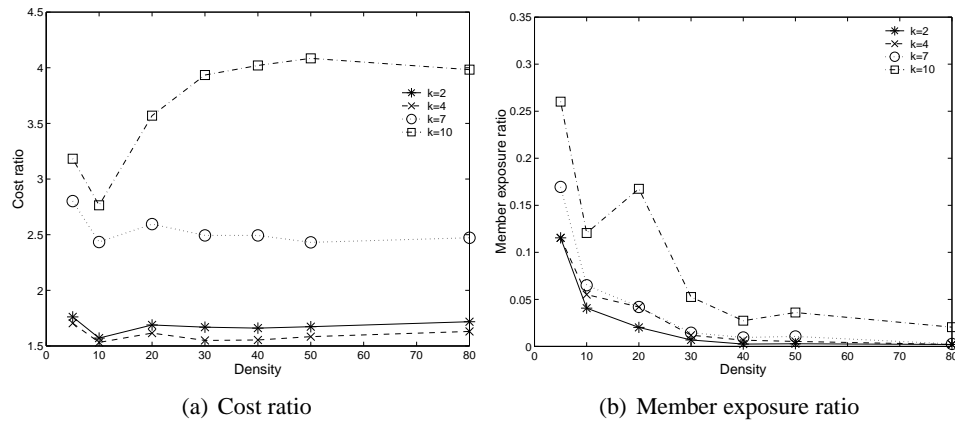 4.5
4
3.5
3
2.5
2
1.5
Cost ratio
k=2
k=4
k=7
k=10
0 10 20 30 40 50 60 70 80
Density
(a) Cost ratio
0.35
0.3
0.25
0.2
0.15
0.1
0.05
0
Member exposure ratio
k=2
k=4
k=7
k=10
0 10 20 30 40 50 60 70 80
Density
(b) Member exposure ratio